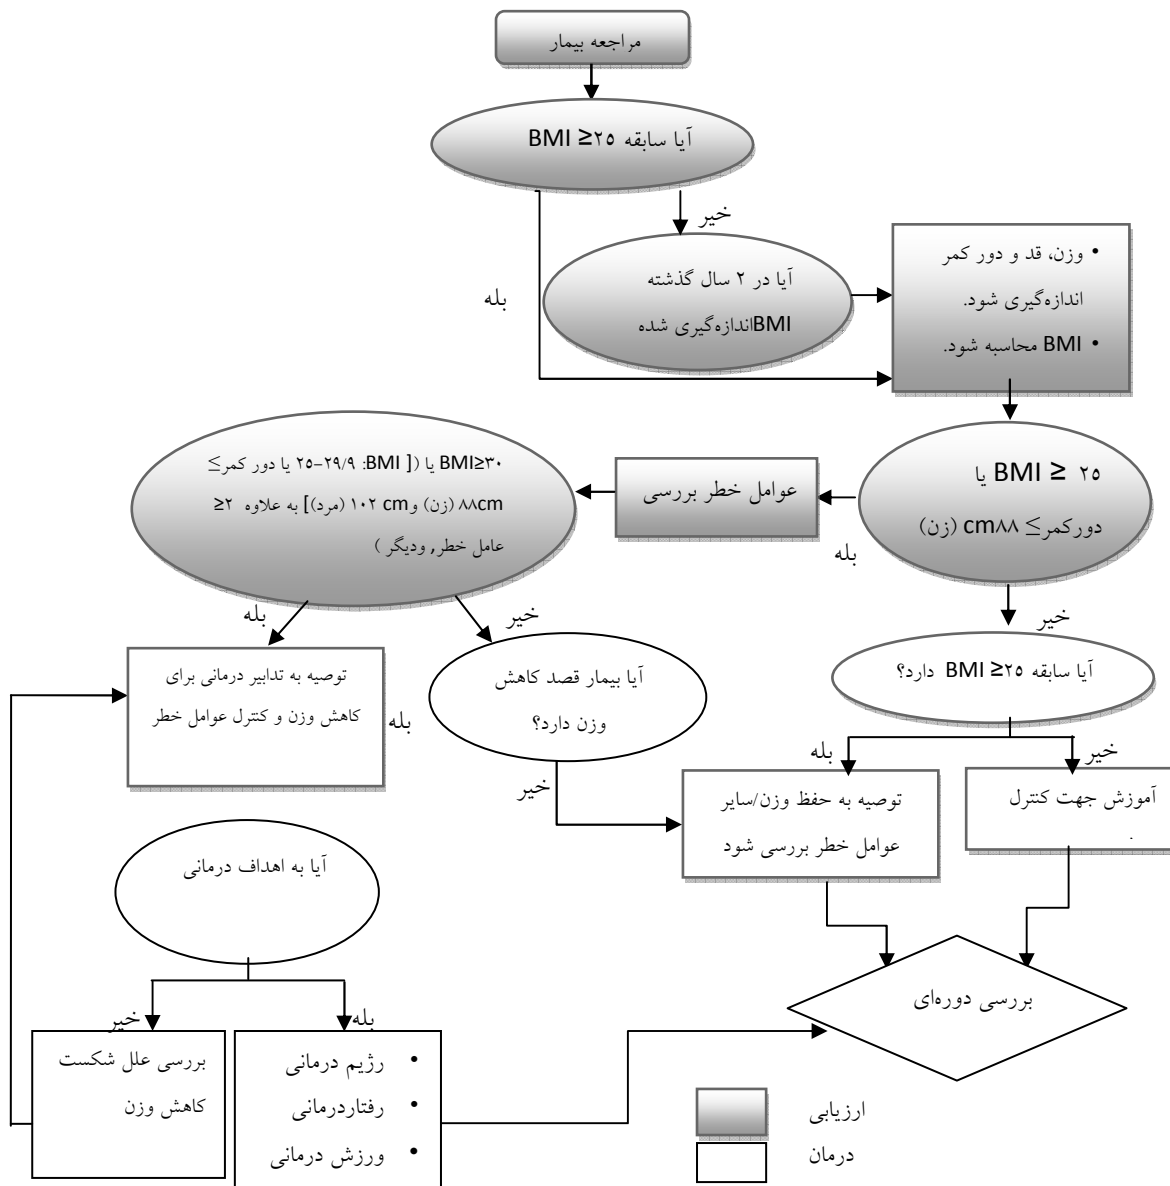 مراجعه بیمار
آیا سابقه BMI ≥۲۵
خیر
بله
آیا در ۲ سال گذشته
BMIاندازه‌گیری شده
• وزن، قد و دور کمر
اندازه‌گیری شود.
• BMI محاسبه شود.
BMI ≥ ۲۵ یا
دورکمر≥ cm۸۸ (زن)
بله
خیر
عوامل خطر بررسی
BMI≥۳۰ یا ([ BMI: ۲۵-۲۹/۹ یا دور کمر≥
۸۸cm (زن) و۱۰۲ cm (مرد)] به علاوه ۲≤
عامل خطر, ودیگر )
بله
خیر
توصیه به تدابیر درمانی برای
کاهش وزن و کنترل عوامل خطر
بله
آیا بیمار قصد کاهش
وزن دارد؟
خیر
آیا سابقه BMI ≥۲۵ دارد؟
بله
خیر
توصیه به حفظ وزن/سایر
عوامل خطر بررسی شود
آموزش جهت کنترل
.
آیا به اهداف درمانی
خیر
بله
بررسی علل شکست
کاهش وزن
• رژیم درمانی
• رفتاردرمانی
• ورزش درمانی
بررسی دوره‌ای
ارزیابی
درمان